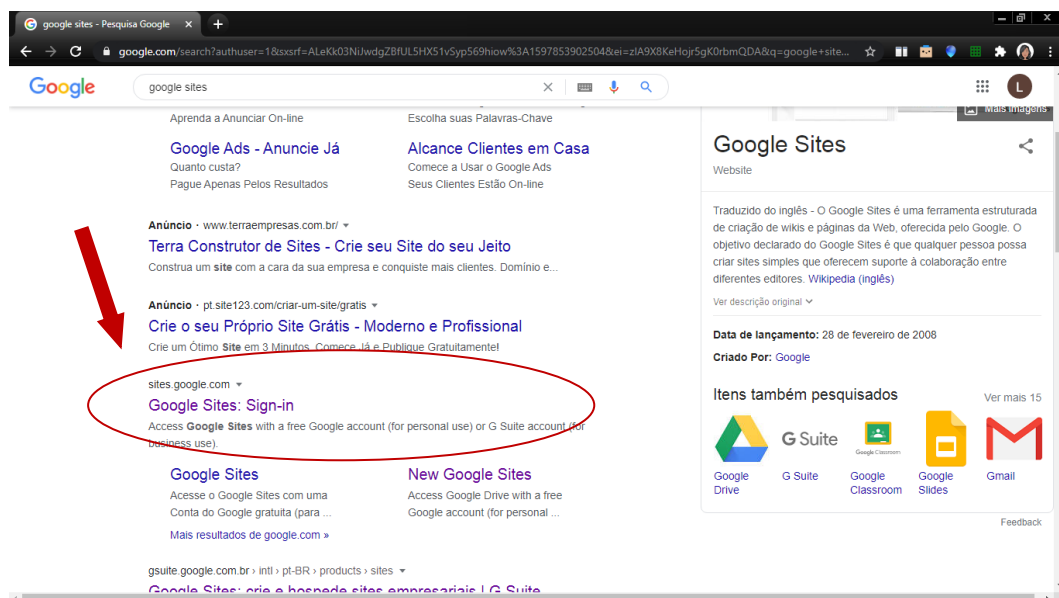 google sites - Pesquisa Google
google.com/search?authuser=1&sxsrf=ALeKk03NiJwdgZBfUL5HX51vSyp569hiow%3A1597853902504&ei=zIA9X8KeHojr5gK0rbmQDA&q=google+site...
Google
google sites
L
Aprenda a Anunciar On-line
Escolha suas Palavras-Chave
Google Ads - Anuncie Já
Alcance Clientes em Casa
Quanto custa?
Comece a Usar o Google Ads
Pague Apenas Pelos Resultados
Seus Clientes Estão On-line
Anúncio · www.terraempresas.com.br/
Terra Construtor de Sites - Crie seu Site do seu Jeito
Construa um site com a cara da sua empresa e conquiste mais clientes. Domínio e...
Anúncio · pt.site123.com/criar-um-site/gratis
Crie o seu Próprio Site Grátis - Moderno e Profissional
Crie um Ótimo Site em 3 Minutos. Comece Já e Publique Gratuitamente!
sites.google.com
Google Sites: Sign-in
Access Google Sites with a free Google account (for personal use) or G Suite account (for
business use).
Google Sites
New Google Sites
Acesse o Google Sites com uma
Access Google Drive with a free
Conta do Google gratuita (para ...
Google account (for personal ...
Mais resultados de google.com »
gsuite.google.com.br › intl › pt-BR › products › sites
Google Sites: crie e hospede sites empresariais | G Suite
Mais imagens
Google Sites
Website
Traduzido do inglês - O Google Sites é uma ferramenta estruturada
de criação de wikis e páginas da Web, oferecida pelo Google. O
objetivo declarado do Google Sites é que qualquer pessoa possa
criar sites simples que oferecem suporte à colaboração entre
diferentes editores. Wikipedia (inglês)
Ver descrição original
Data de lançamento: 28 de fevereiro de 2008
Criado Por: Google
Itens também pesquisados
Ver mais 15
G Suite
Google Classroom
Google
Drive
G Suite
Google
Classroom
Google
Slides
Gmail
Feedback